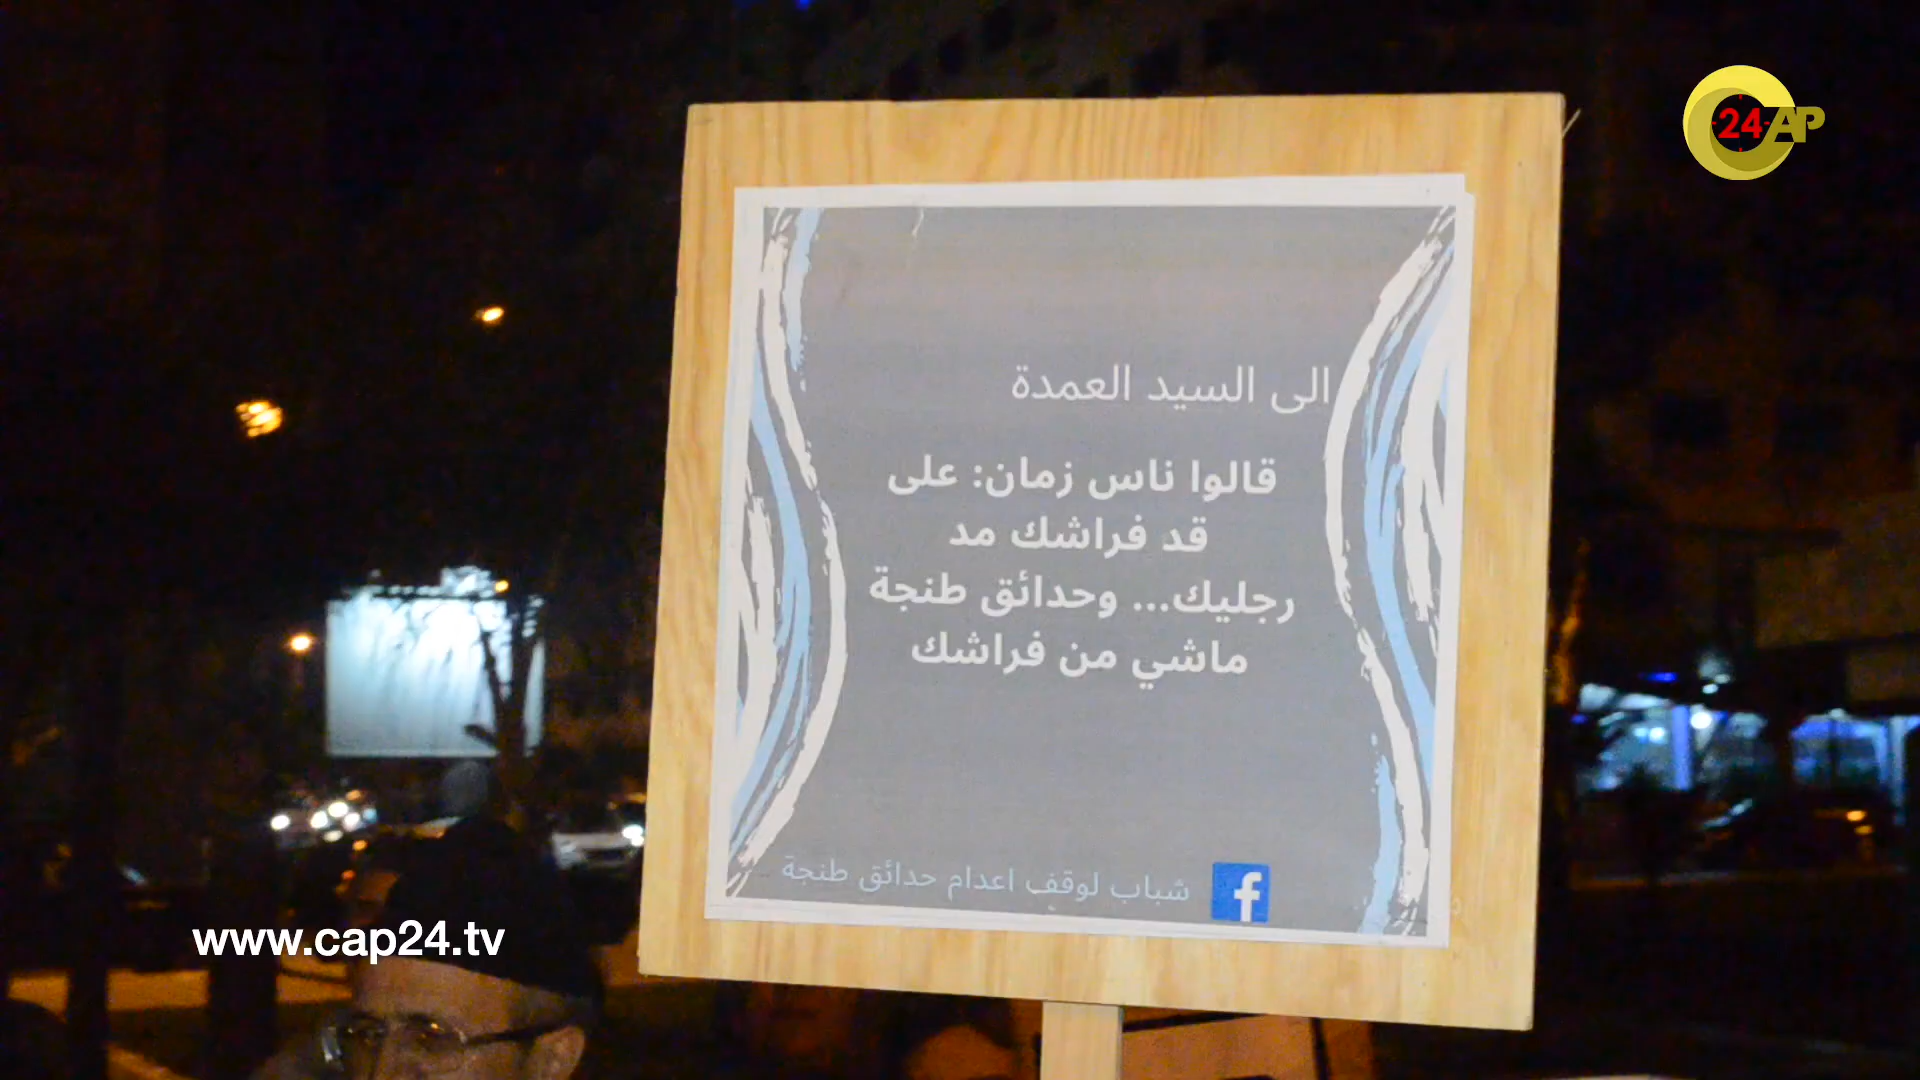 24AP
الى السيد العمدة
قالوا ناس زمان: على
قد فراشك مد
رجليك... وحدائق طنجة
ماشي من فراشك
شباب لوقف اعدام حدائق طنجة
www.cap24.tv